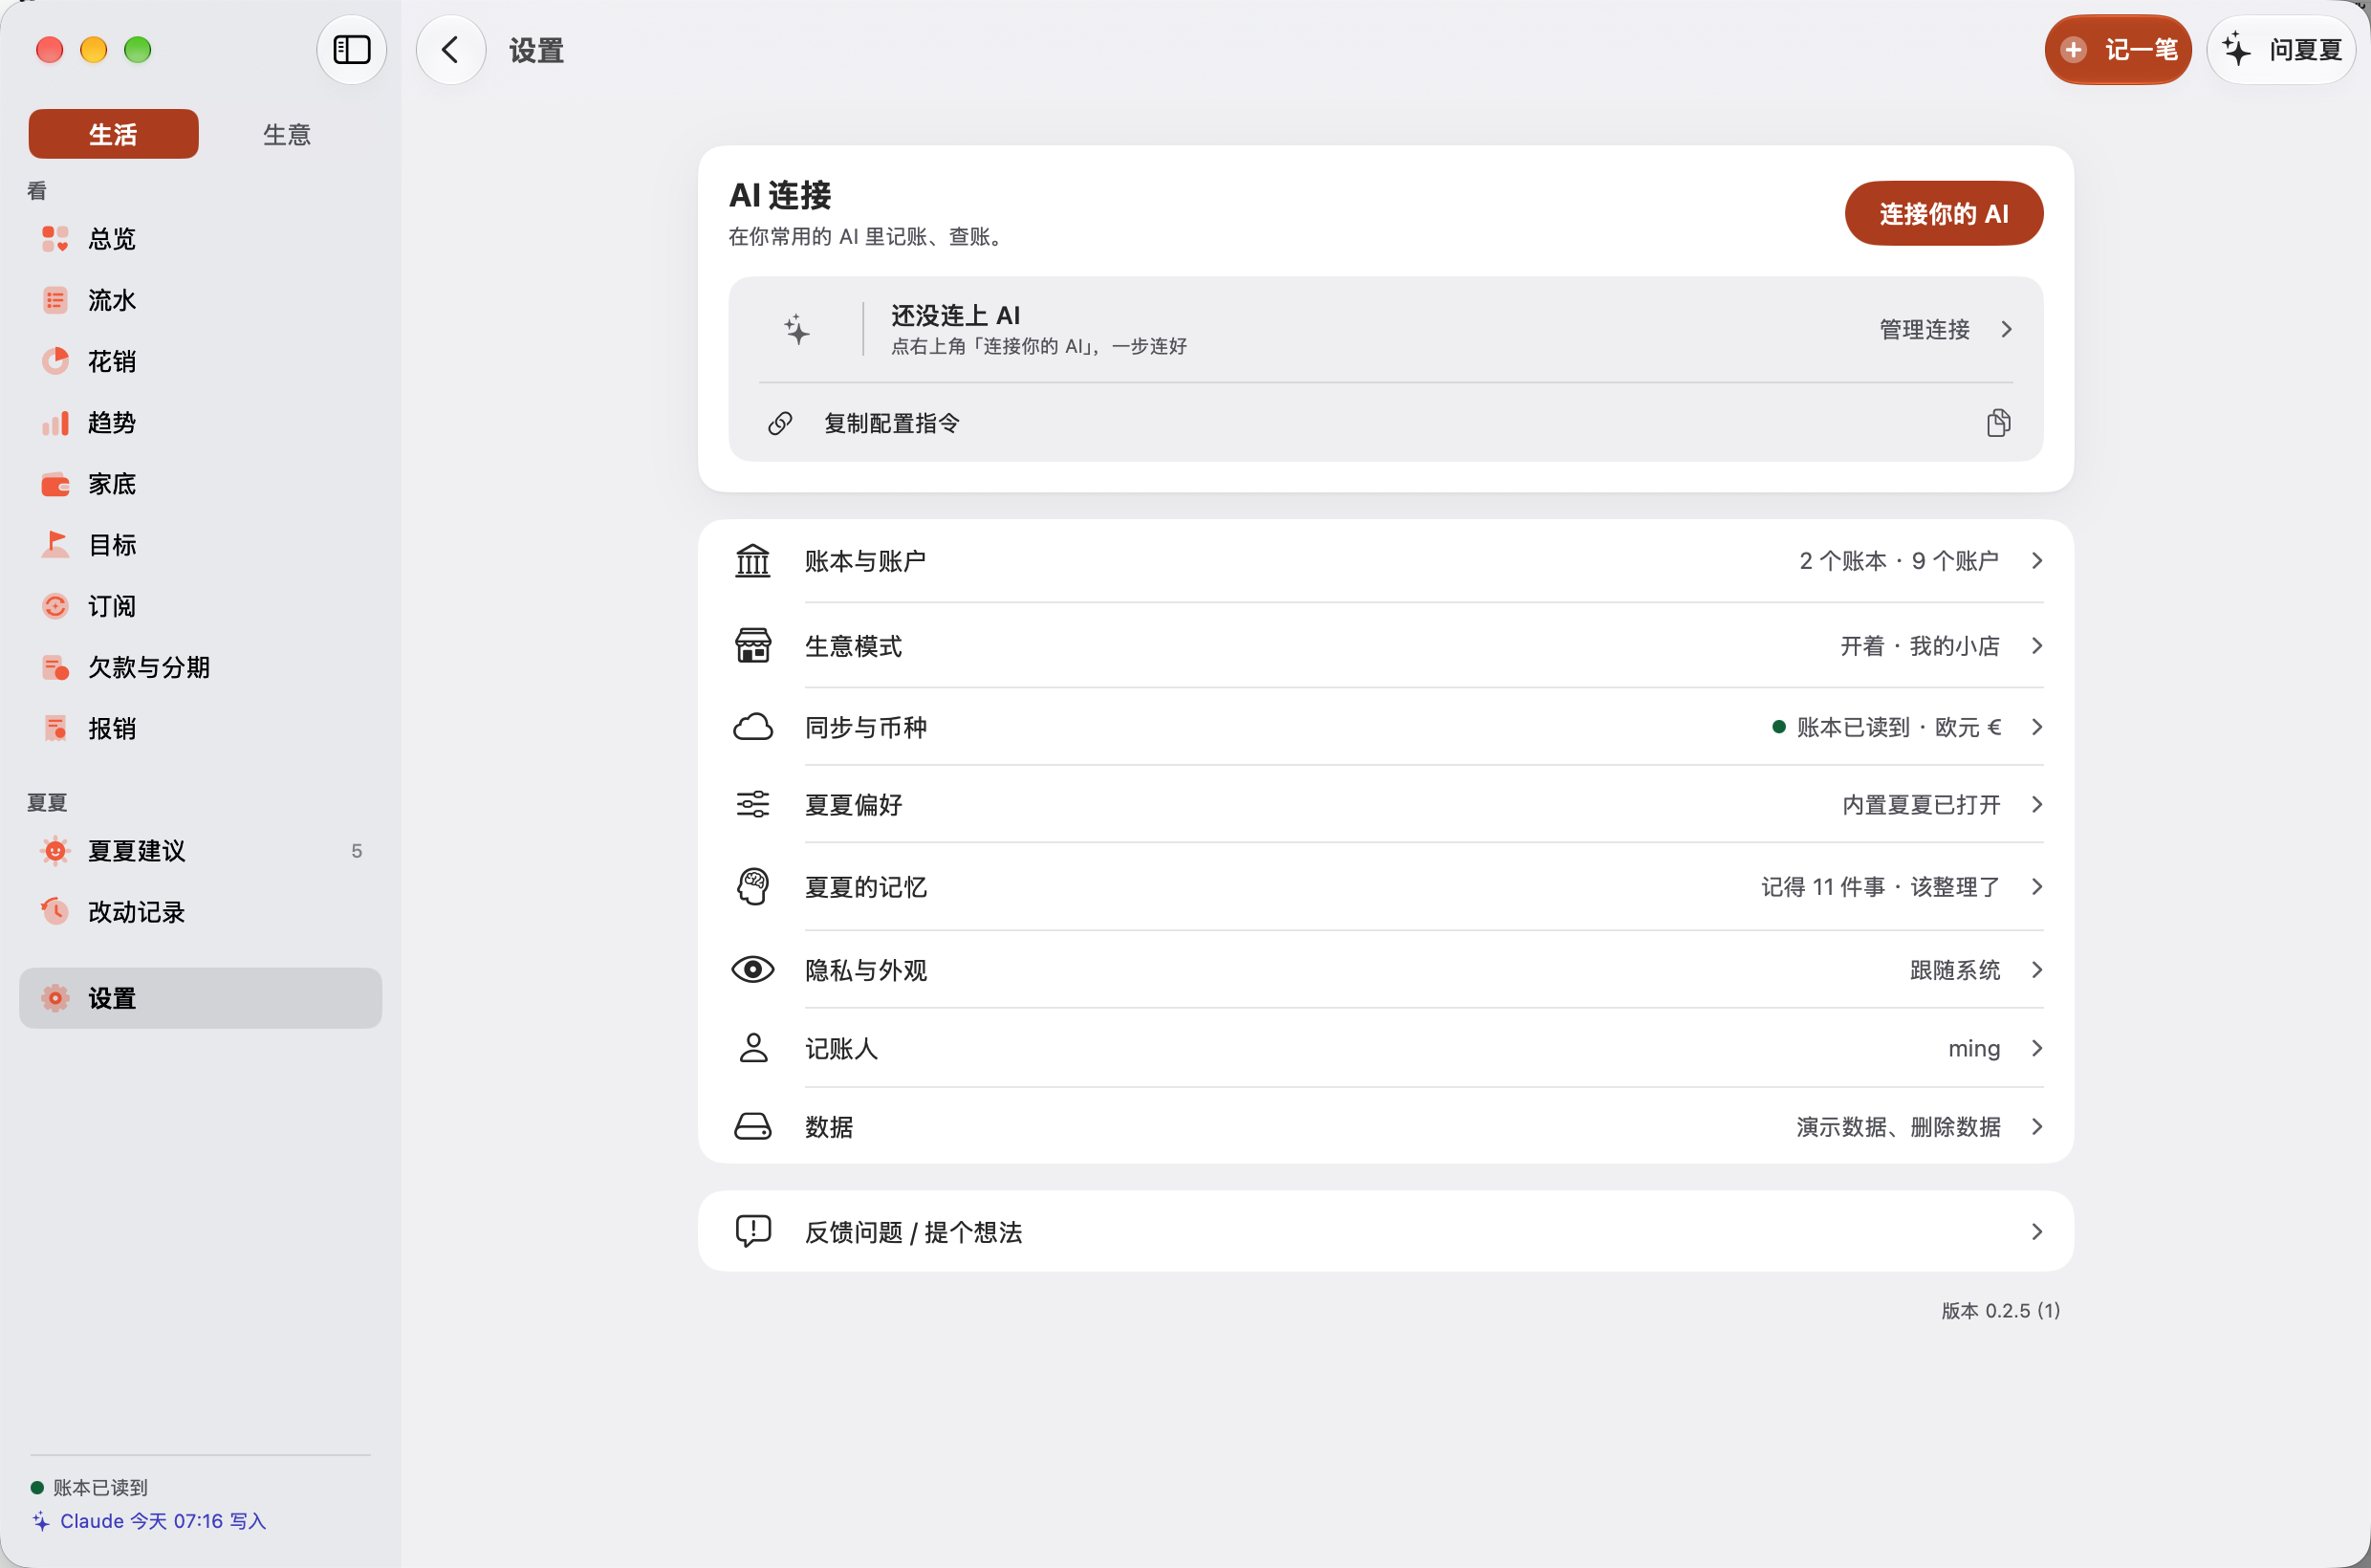 设置
记一笔
问夏夏
生活
生意
看
总览
流水
花销
趋势
家底
目标
订阅
欠款与分期
报销
夏夏
夏夏建议
5
改动记录
设置
账本已读到
Claude 今天 07:16 写入
AI 连接
在你常用的 AI 里记账、查账。
连接你的 AI
还没连上 AI
点右上角「连接你的 AI」，一步连好
管理连接
复制配置指令
账本与账户
2 个账本 · 9 个账户
生意模式
开着 · 我的小店
同步与币种
账本已读到 · 欧元 €
夏夏偏好
内置夏夏已打开
夏夏的记忆
记得 11 件事 · 该整理了
隐私与外观
跟随系统
记账人
ming
数据
演示数据、删除数据
反馈问题 / 提个想法
版本 0.2.5 (1)